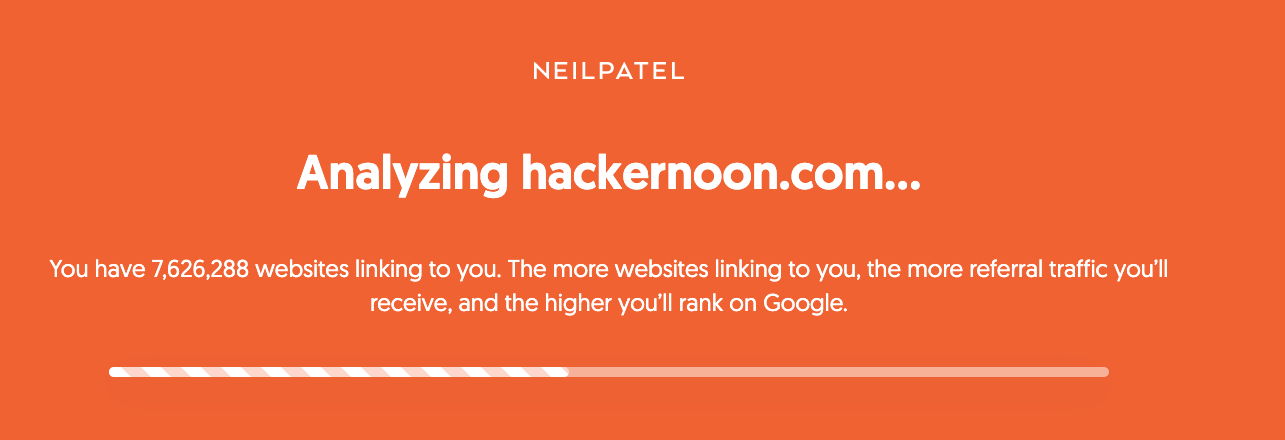 NEILPATEL
Analyzing hackernoon.com...
You have 7,626,288 websites linking to you. The more websites linking to you, the more referral traffic you’ll
receive, and the higher you’ll rank on Google.